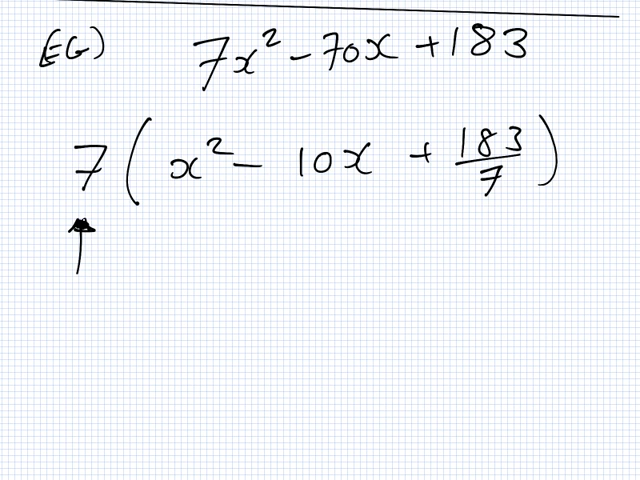 EG) 7x² - 70x + 183
7 ( x² - 10x + 183/7 )